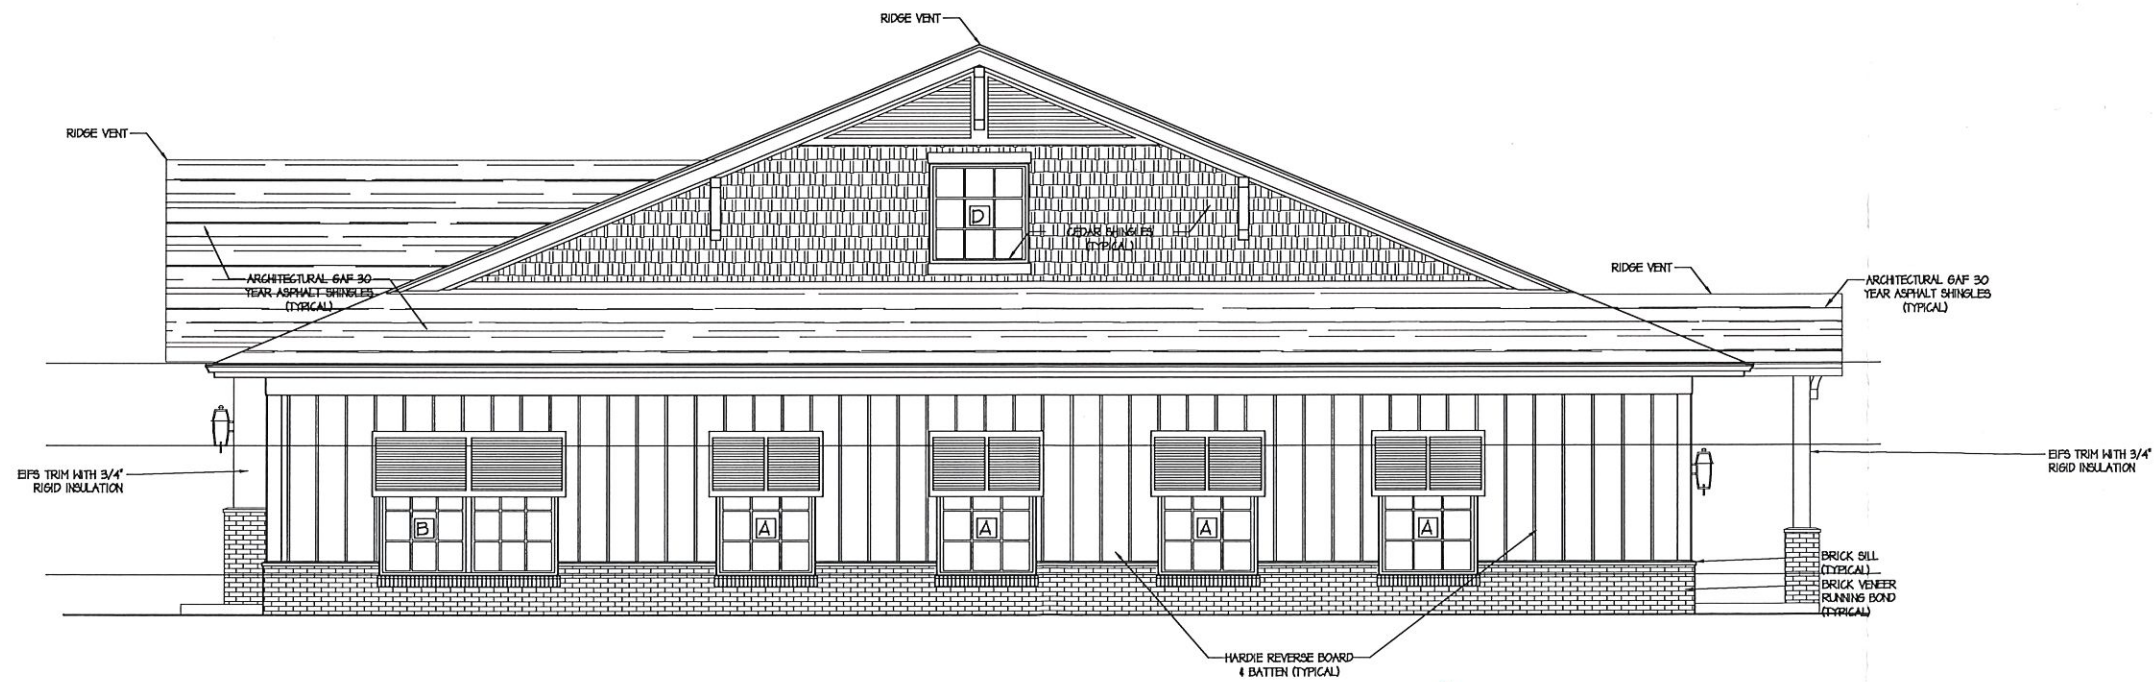 RIDGE VENT
RIDGE VENT
D
CEDAR SHINGLES
(TYPICAL)
ARCHITECTURAL GAF 30
YEAR ASPHALT SHINGLES
(TYPICAL)
RIDGE VENT
ARCHITECTURAL GAF 30
YEAR ASPHALT SHINGLES
(TYPICAL)
EIFS TRIM WITH 3/4"
RIGID INSULATION
EIFS TRIM WITH 3/4"
RIGID INSULATION
B
A
A
A
A
BRICK SILL
(TYPICAL)
BRICK VENEER
RUNNING BOND
(TYPICAL)
HARDIE REVERSE BOARD
& BATTEN (TYPICAL)